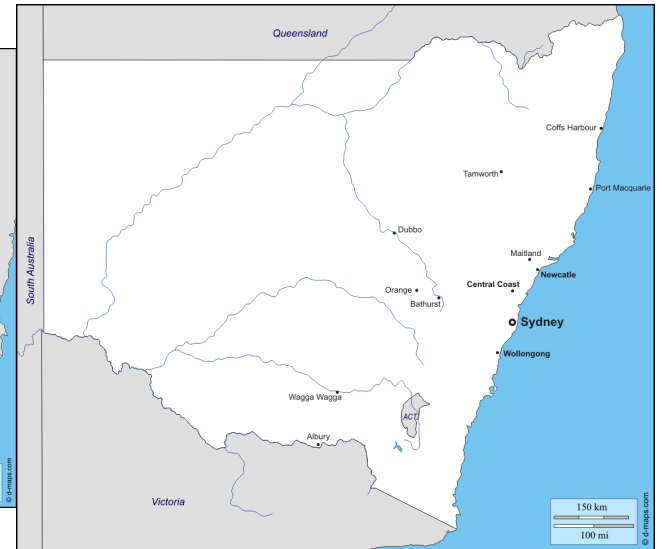 Queensland
Coffs Harbour
Tamworth
Port Macquarie
Dubbo
South Australia
Maitland
Newcatle
Central Coast
Orange
Bathurst
Sydney
Wollongong
Wagga Wagga
ACT
Albury
Victoria
150 km
100 mi
© d-maps.com
© d-maps.com